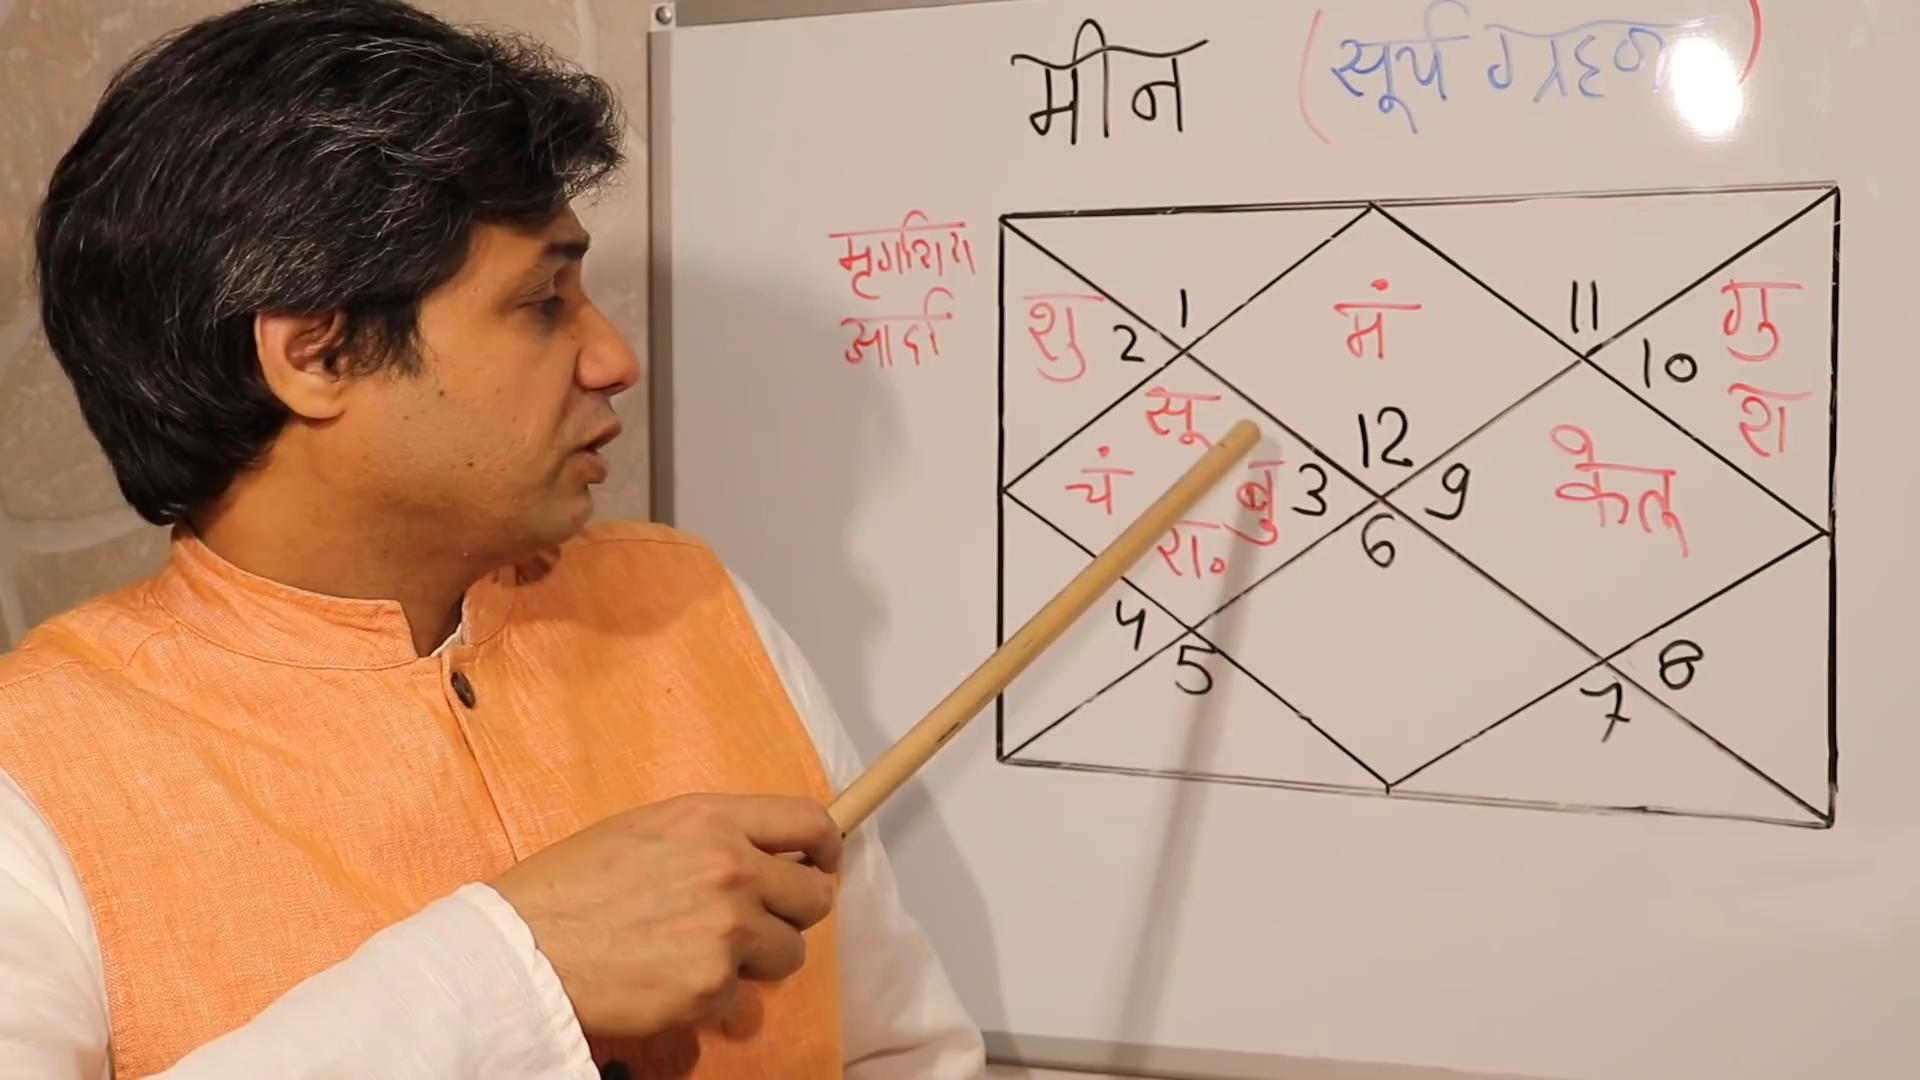 मीन (सूर्य ग्रहण)
मृगशिरा
आर्द्रा
शु 2 1
मं 12
11 10 गु श
सू चं बु रा. 3
9 केतू
6
4 5
7 8